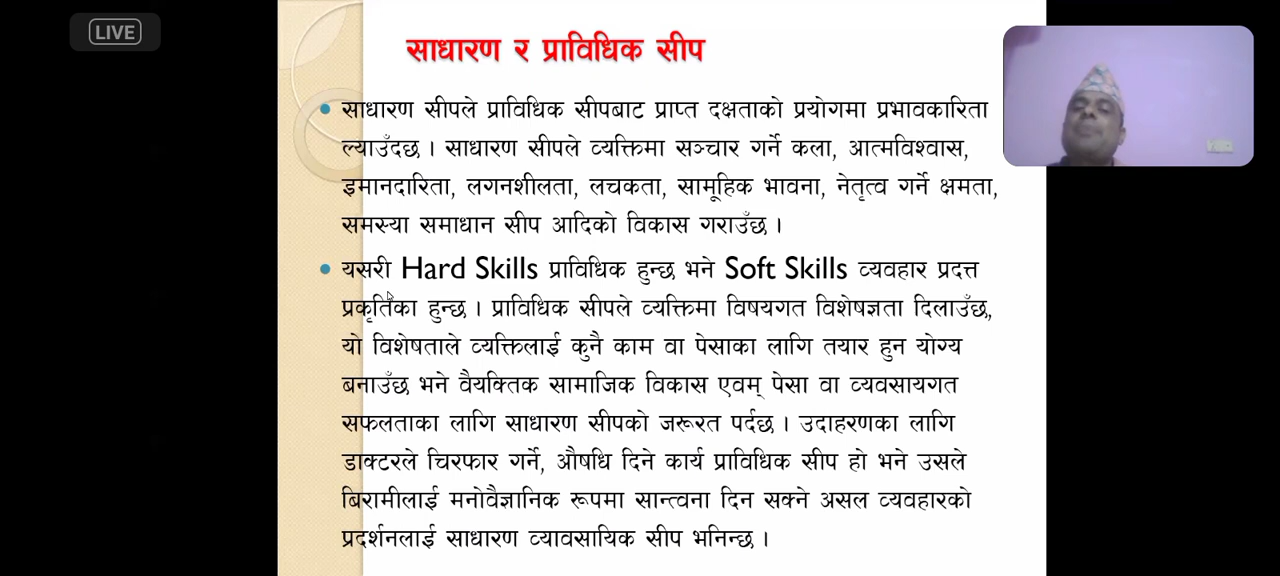 LIVE
साधारण र प्राविधिक सीप
साधारण सीपले प्राविधिक सीपबाट प्राप्त दक्षताको प्रयोगमा प्रभावकारिता
ल्याउँदछ । साधारण सीपले व्यक्तिमा सञ्चार गर्ने कला, आत्मविश्वास,
इमानदारिता, लगनशीलता, लचकता, सामूहिक भावना, नेतृत्व गर्ने क्षमता,
समस्या समाधान सीप आदिको विकास गराउँछ ।
यसरी Hard Skills प्राविधिक हुन्छ भने Soft Skills व्यवहार प्रदत्त
प्रकृतिका हुन्छ । प्राविधिक सीपले व्यक्तिमा विषयगत विशेषज्ञता दिलाउँछ,
यो विशेषताले व्यक्तिलाई कुनै काम वा पेसाका लागि तयार हुन योग्य
बनाउँछ भने वैयक्तिक सामाजिक विकास एवम् पेसा वा व्यवसायगत
सफलताका लागि साधारण सीपको जरूरत पर्दछ । उदाहरणका लागि
डाक्टरले चिरफार गर्ने, औषधि दिने कार्य प्राविधिक सीप हो भने उसले
बिरामीलाई मनोवैज्ञानिक रूपमा सान्त्वना दिन सक्ने असल व्यवहारको
प्रदर्शनलाई साधारण व्यावसायिक सीप भनिन्छ ।